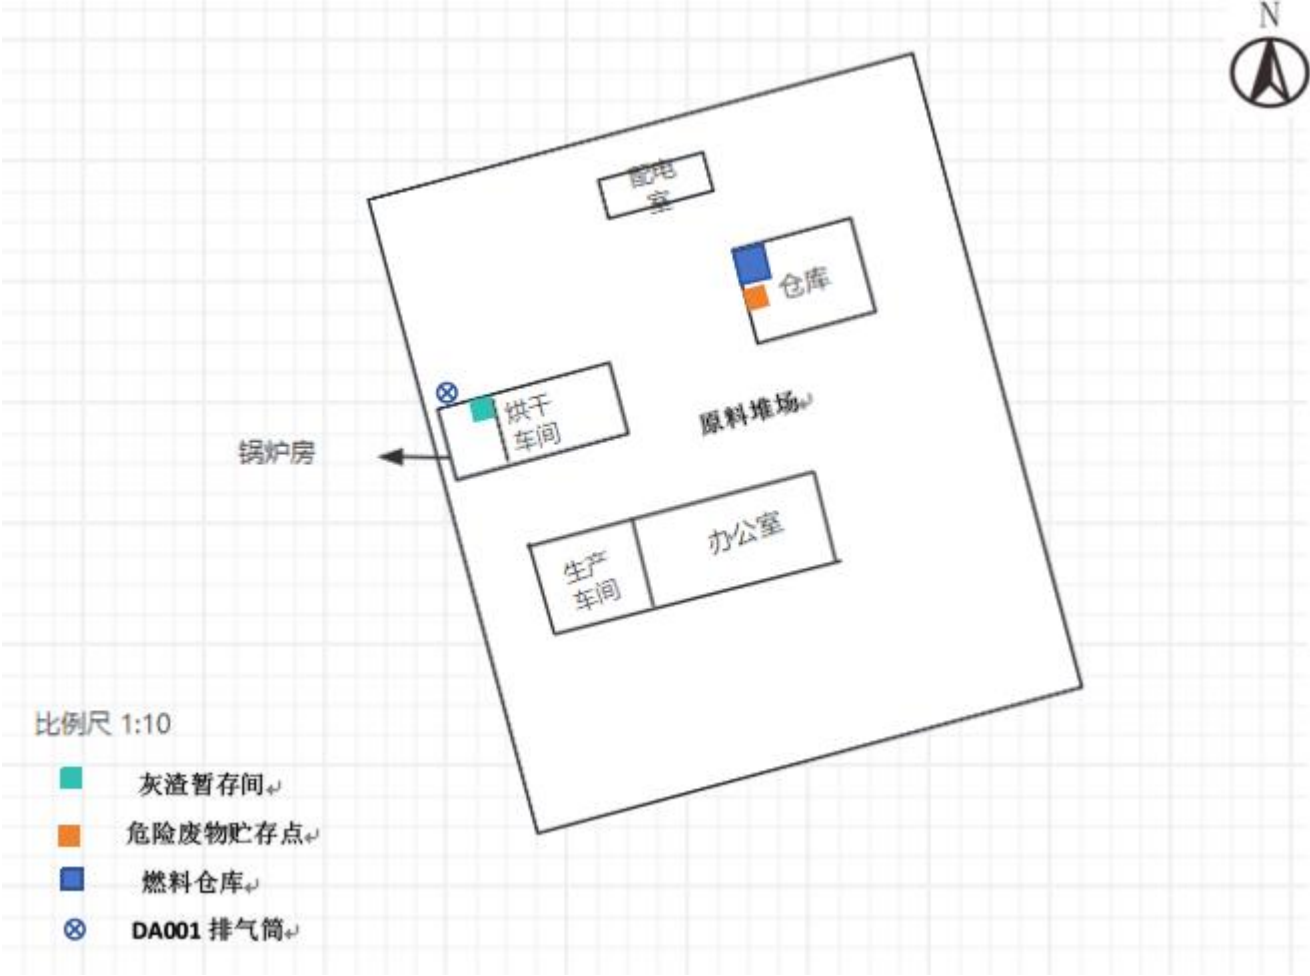 N
配电
室
仓库
烘干
车间
原料堆场
锅炉房
办公室
生产
车间
比例尺 1:10
灰渣暂存间
危险废物贮存点
燃料仓库
DA001 排气筒